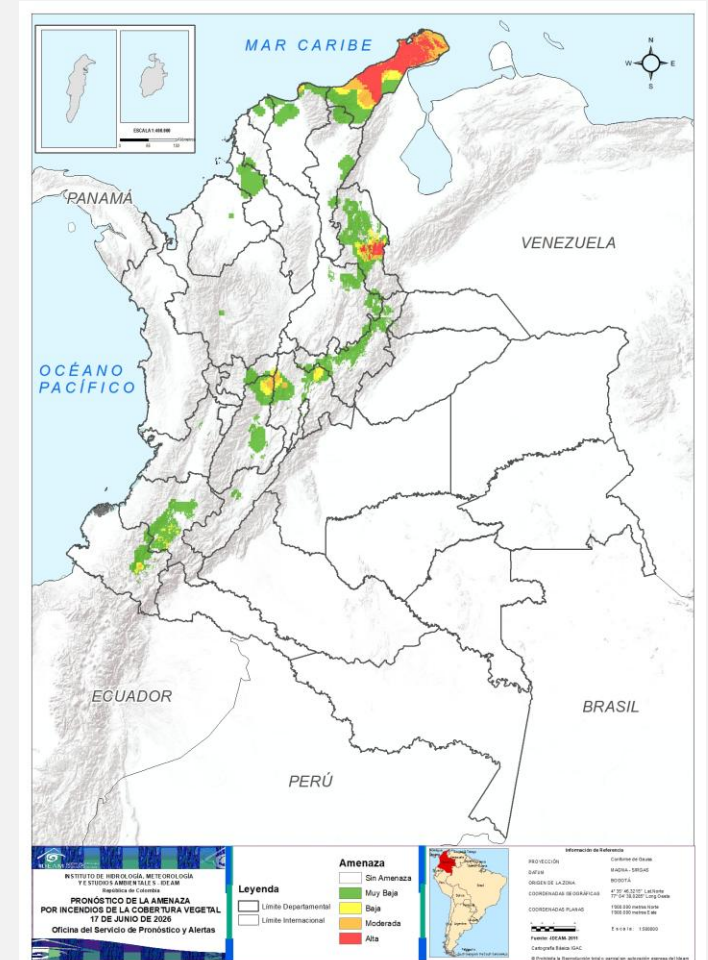 MAR CARIBE
N
W
E
S
ESCALA 1:400.000
PANAMÁ
VENEZUELA
OCÉANO
PACÍFICO
ECUADOR
BRASIL
PERÚ
IDEAM
INSTITUTO DE HIDROLOGÍA, METEOROLOGÍA
Y ESTUDIOS AMBIENTALES - IDEAM
República de Colombia
PRONÓSTICO DE LA AMENAZA
POR INCENDIOS DE LA COBERTURA VEGETAL
17 DE JUNIO DE 2026
Oficina del Servicio de Pronóstico y Alertas
Leyenda
Límite Departamental
Límite Internacional
Amenaza
Sin Amenaza
Muy Baja
Baja
Moderada
Alta
Información de Referencia
PROYECCIÓN
Conforme de Gauss
DATUM
MAGNA - SIRGAS
ORIGEN DE LA ZONA
BOGOTÁ
COORDENADAS GEOGRÁFICAS
COORDENADAS PLANAS
1'000.000 metros Norte
1'000.000 metros Este
Fuente: IDEAM- 2011
Cartografía Básica IGAC